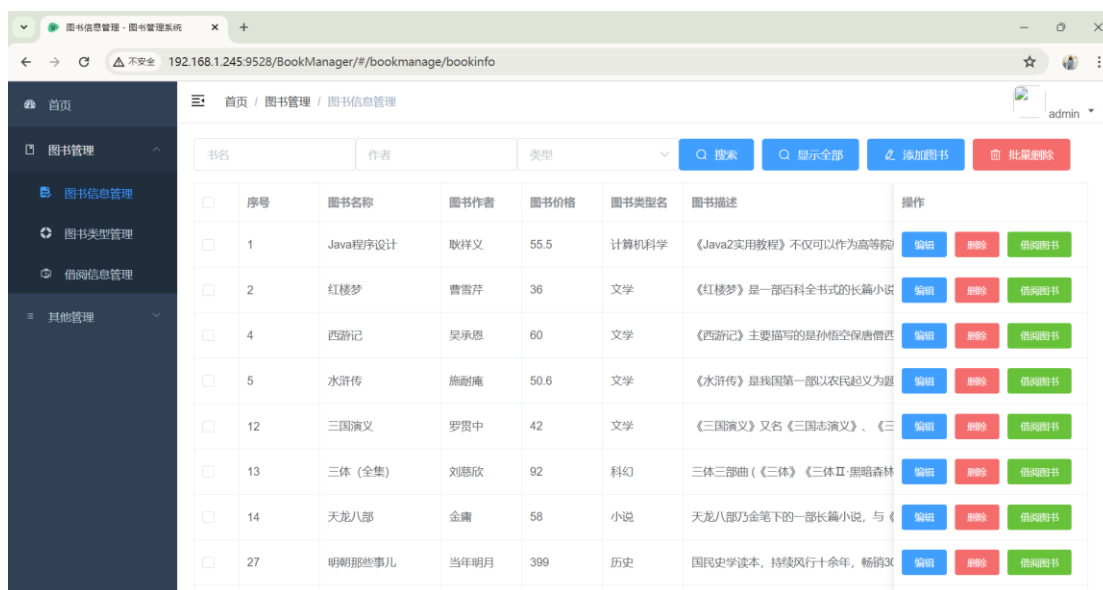 图书信息管理 - 图书管理系统
不安全 192.168.1.245:9528/BookManager/#/bookmanage/bookinfo
首页
图书管理
图书信息管理
图书类型管理
借阅信息管理
其他管理
首页 / 图书管理 / 图书信息管理
admin
书名 作者 类型 搜索 显示全部 添加图书 批量删除
序号 图书名称 图书作者 图书价格 图书类型名 图书描述 操作
1 Java程序设计 耿祥义 55.5 计算机科学 《Java2实用教程》不仅可以作为高等院 编辑 删除 借阅图书
2 红楼梦 曹雪芹 36 文学 《红楼梦》是一部百科全书式的长篇小说 编辑 删除 借阅图书
4 西游记 吴承恩 60 文学 《西游记》主要描写的是孙悟空保唐僧西 编辑 删除 借阅图书
5 水浒传 施耐庵 50.6 文学 《水浒传》是我国第一部以农民起义为题 编辑 删除 借阅图书
12 三国演义 罗贯中 42 文学 《三国演义》又名《三国志演义》、《三 编辑 删除 借阅图书
13 三体（全集） 刘慈欣 92 科幻 三体三部曲 (《三体》《三体Ⅱ·黑暗森林 编辑 删除 借阅图书
14 天龙八部 金庸 58 小说 天龙八部乃金笔下的一部长篇小说，与《 编辑 删除 借阅图书
27 明朝那些事儿 当年明月 399 历史 国民史学读本，持续风行十余年，畅销30 编辑 删除 借阅图书